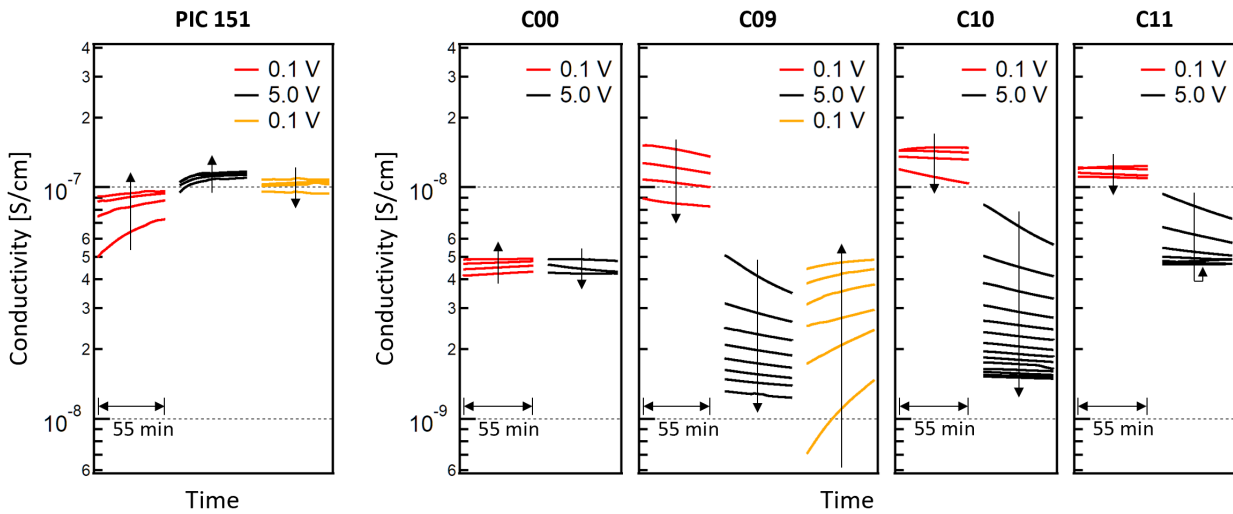 PIC 151
C00
C09
C10
C11
Conductivity [S/cm]
4
3
2
10⁻⁷
6
5
4
3
2
10⁻⁸
8
6
0.1 V
5.0 V
0.1 V
55 min
Time
Conductivity [S/cm]
4
3
2
10⁻⁸
8
6
5
4
3
2
10⁻⁹
8
6
0.1 V
5.0 V
55 min
0.1 V
5.0 V
0.1 V
55 min
0.1 V
5.0 V
55 min
0.1 V
5.0 V
55 min
Time